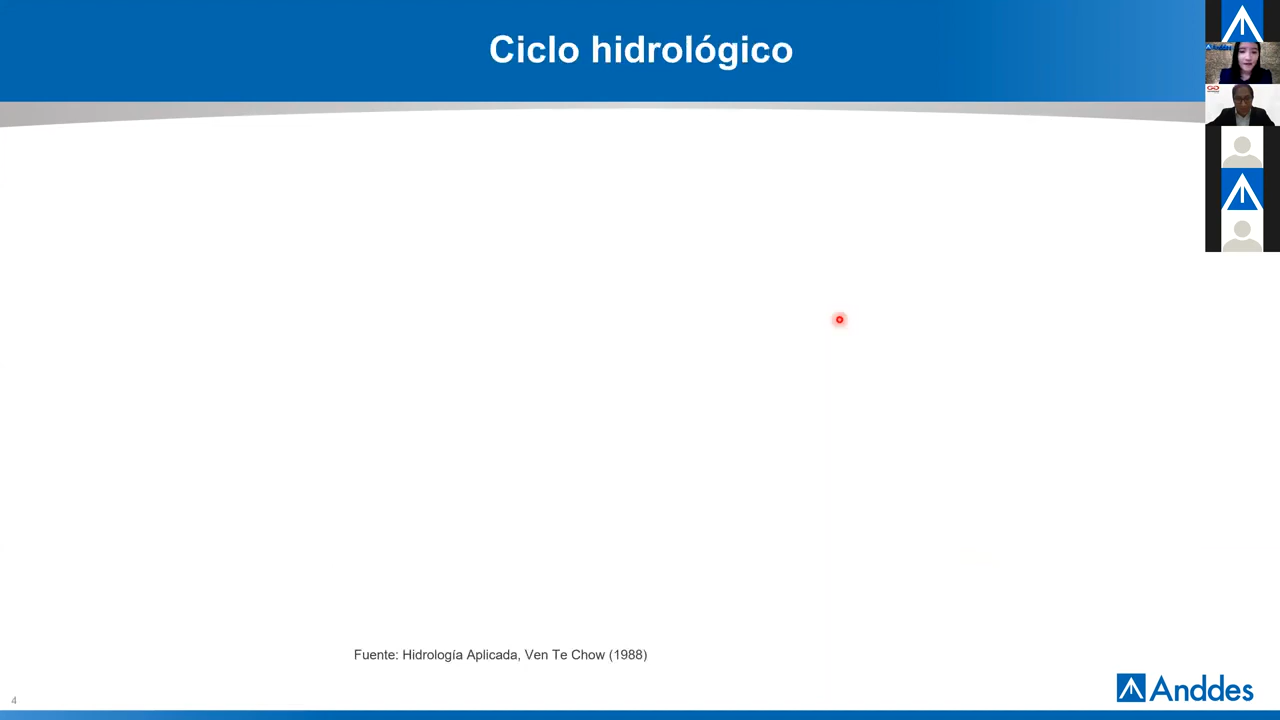 Ciclo hidrológico
Fuente: Hidrología Aplicada, Ven Te Chow (1988)
4
Anddes